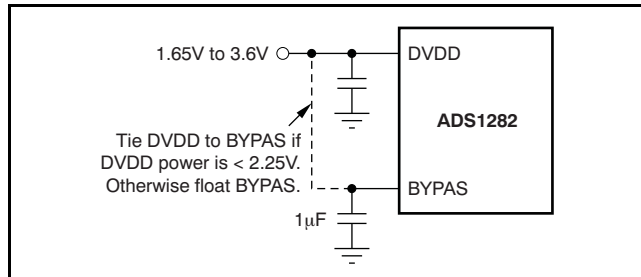 1.65V to 3.6V
DVDD
ADS1282
Tie DVDD to BYPAS if
DVDD power is < 2.25V.
Otherwise float BYPAS.
BYPAS
1μF